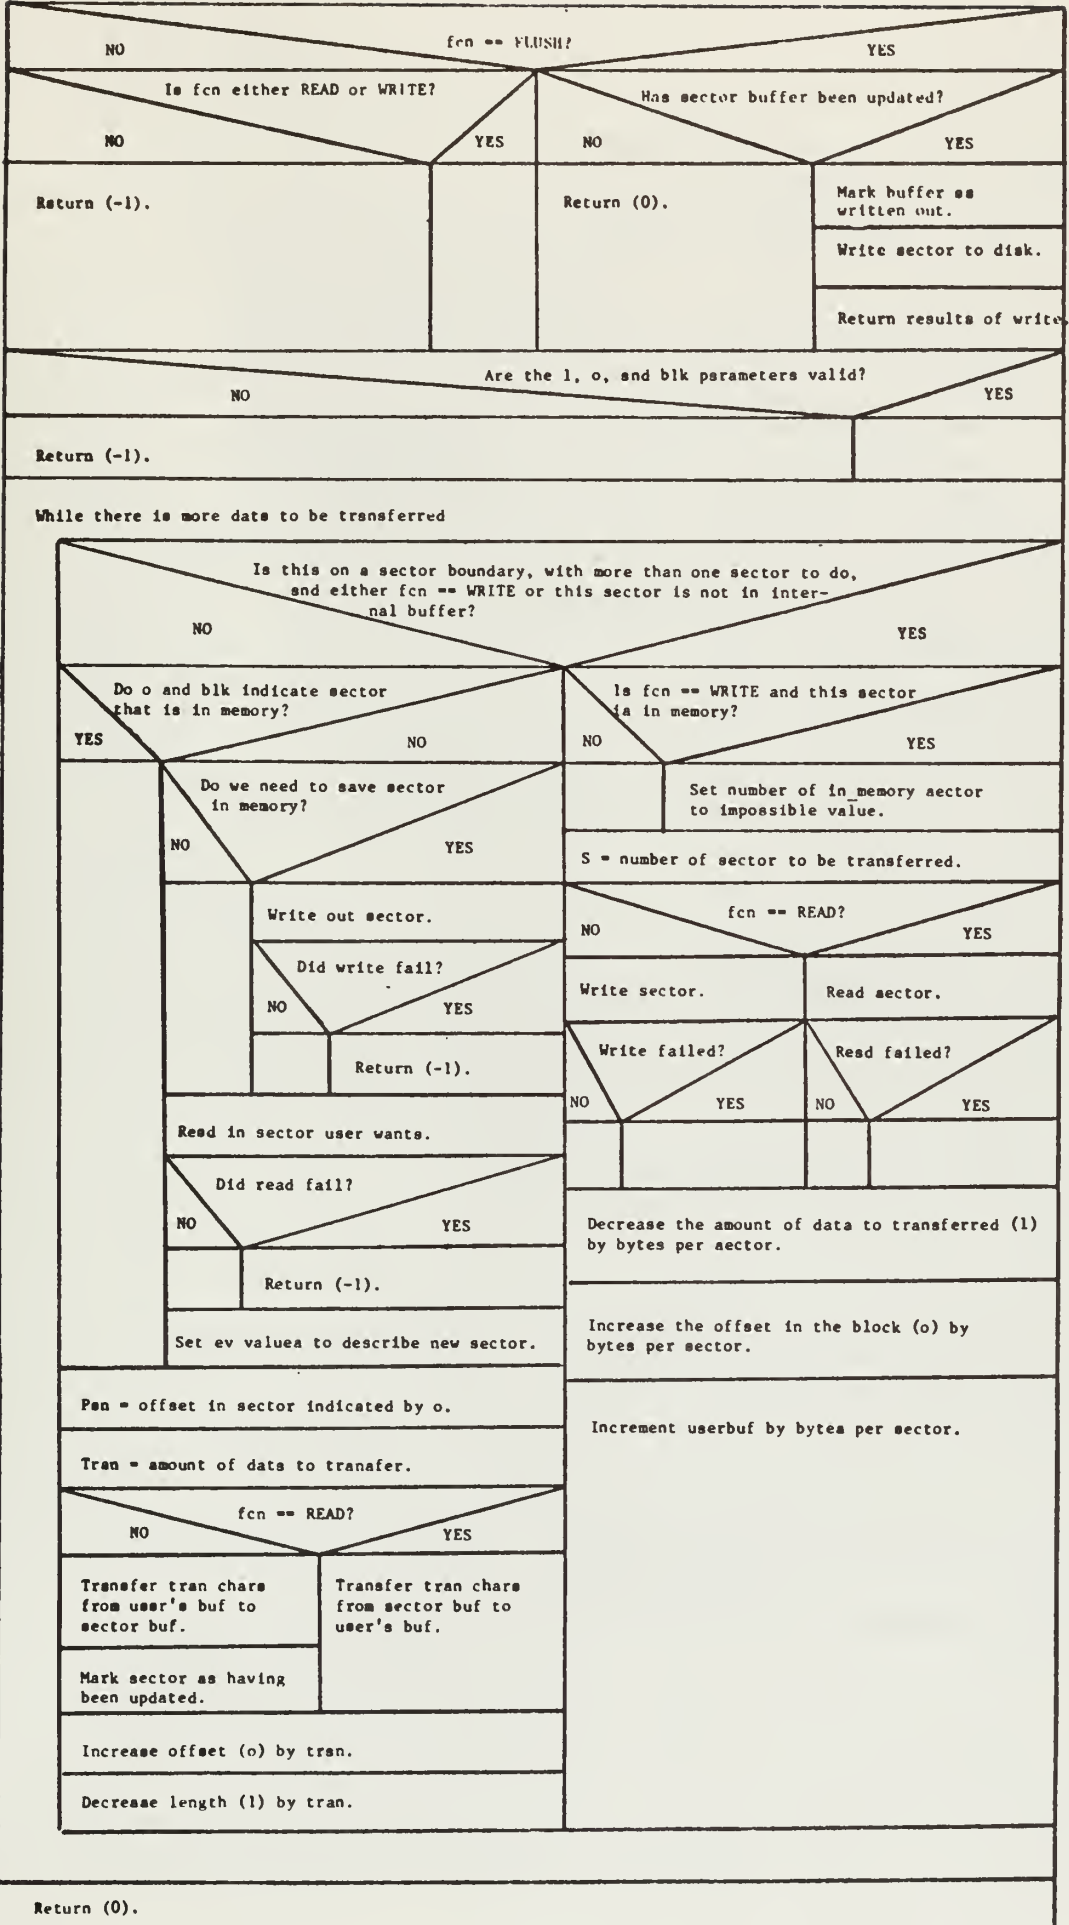 fcn == FLUSH?
NO
YES
Is fcn either READ or WRITE?
NO
YES
Has sector buffer been updated?
NO
YES
Return (-1).
Return (0).
Mark buffer as
written out.
Write sector to disk.
Return results of write.
Are the l, o, and blk parameters valid?
NO
YES
Return (-1).
While there is more data to be transferred
Is this on a sector boundary, with more than one sector to do,
and either fcn == WRITE or this sector is not in inter-
nal buffer?
NO
YES
Do o and blk indicate sector
that is in memory?
YES
NO
Do we need to save sector
in memory?
NO
YES
Write out sector.
Did write fail?
NO
YES
Return (-1).
Read in sector user wants.
Did read fail?
NO
YES
Return (-1).
Set ev values to describe new sector.
Psn = offset in sector indicated by o.
Tran = amount of data to transfer.
fcn == READ?
NO
YES
Transfer tran chars
from user's buf to
sector buf.
Mark sector as having
been updated.
Transfer tran chars
from sector buf to
user's buf.
Increase offset (o) by tran.
Decrease length (l) by tran.
Is fcn == WRITE and this sector
is in memory?
NO
YES
Set number of in_memory sector
to impossible value.
S = number of sector to be transferred.
fcn == READ?
NO
YES
Write sector.
Read sector.
Write failed?
NO
YES
Read failed?
NO
YES
Decrease the amount of data to transferred (l)
by bytes per sector.
Increase the offset in the block (o) by
bytes per sector.
Increment userbuf by bytes per sector.
Return (0).